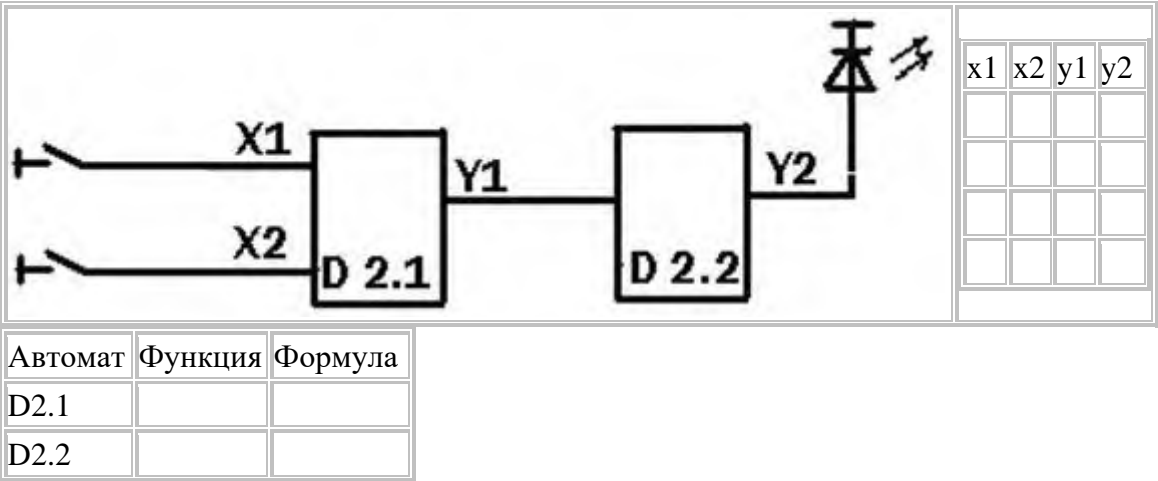 X1
X2
D 2.1
Y1
D 2.2
Y2
x1 x2 y1 y2
Автомат Функция Формула
D2.1
D2.2